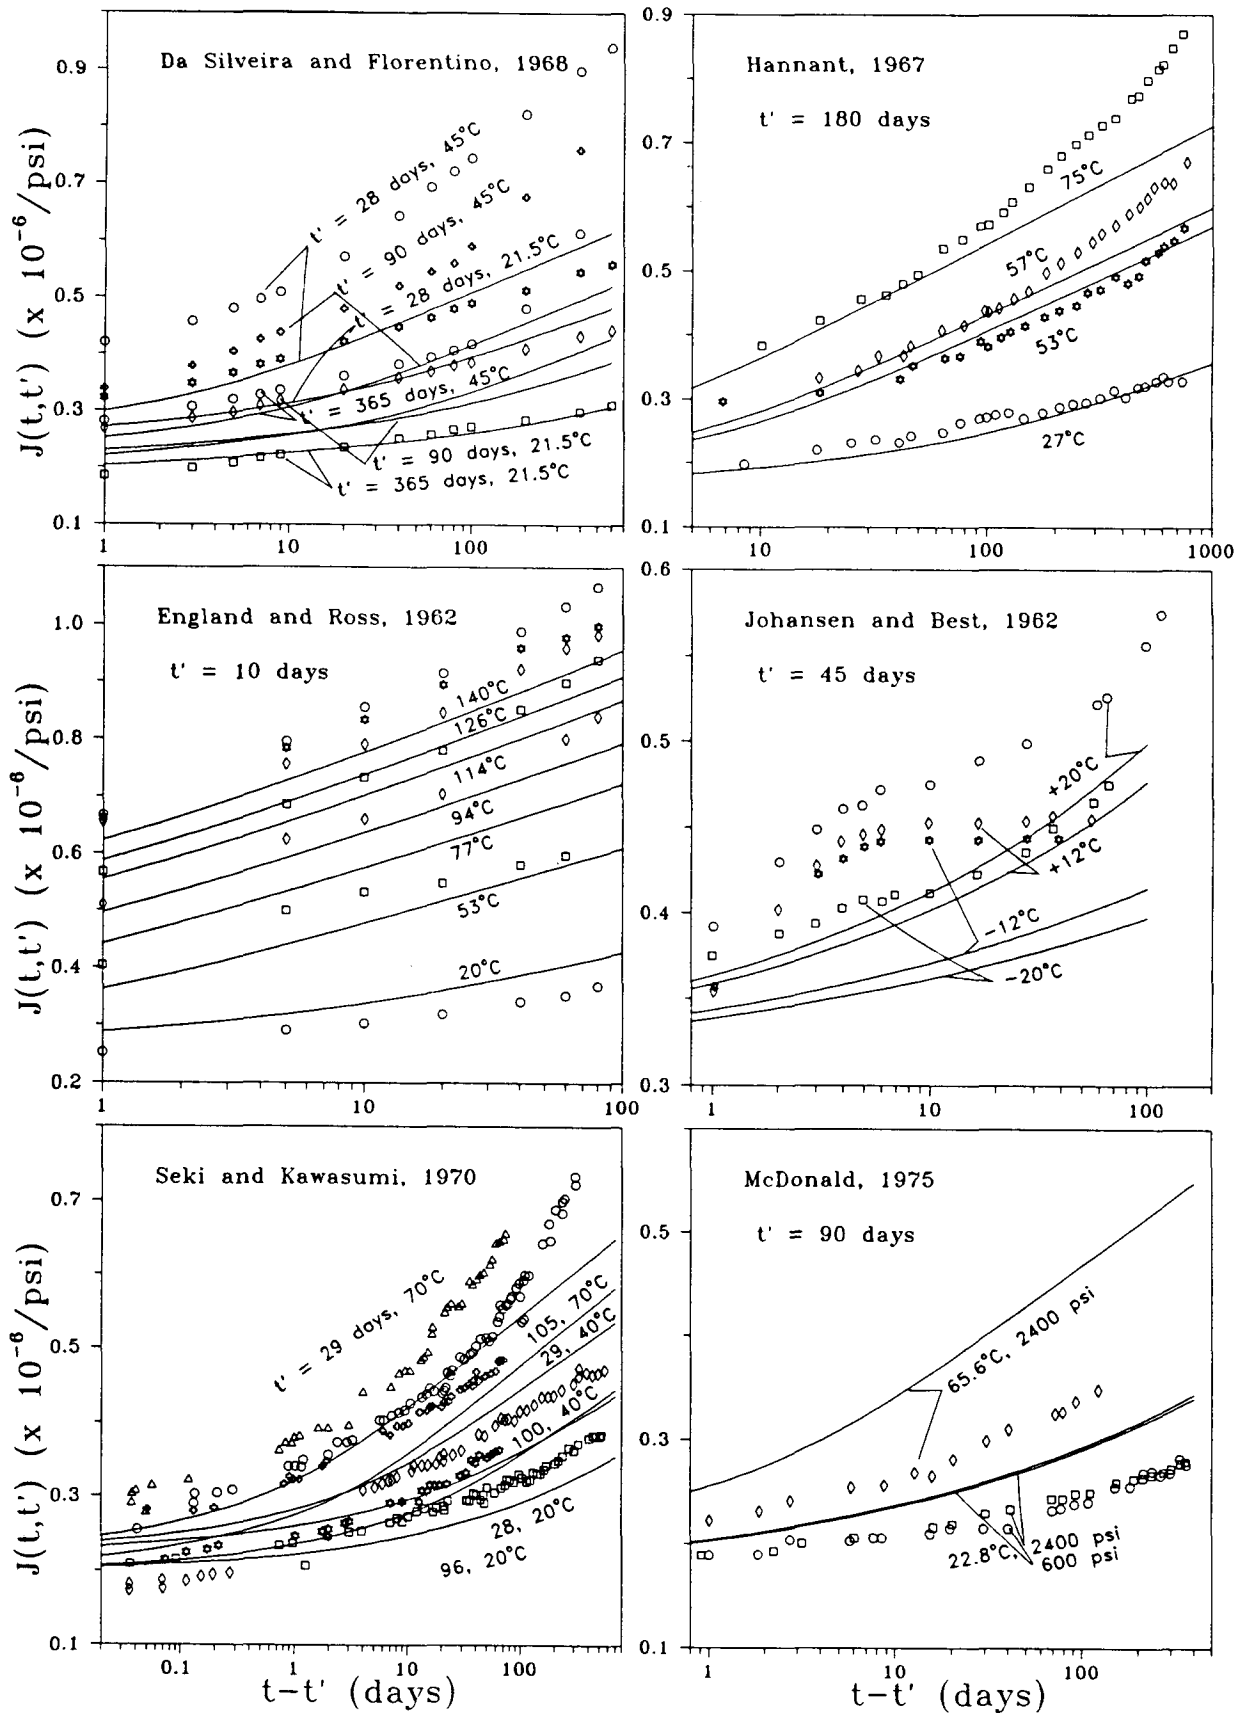 Da Silveira and Florentino, 1968
J(t,t') (x 10⁻⁶/psi)
0.9
0.7
0.5
0.3
0.1
t' = 28 days, 45°C
t' = 90 days, 45°C
t' = 28 days, 21.5°C
t' = 365 days, 45°C
t' = 90 days, 21.5°C
t' = 365 days, 21.5°C
1
10
100
Hannant, 1967
t' = 180 days
0.9
0.7
0.5
0.3
0.1
75°C
57°C
53°C
27°C
10
100
1000
England and Ross, 1962
t' = 10 days
J(t,t') (x 10⁻⁶/psi)
1.0
0.8
0.6
0.4
0.2
140°C
126°C
114°C
94°C
77°C
53°C
20°C
1
10
100
Johansen and Best, 1962
t' = 45 days
0.6
0.5
0.4
0.3
+20°C
+12°C
-12°C
-20°C
1
10
100
Seki and Kawasumi, 1970
J(t,t') (x 10⁻⁶/psi)
0.7
0.5
0.3
0.1
t' = 29 days, 70°C
105, 70°C
29, 40°C
100, 40°C
28, 20°C
96, 20°C
0.1
1
10
100
t-t' (days)
McDonald, 1975
t' = 90 days
0.5
0.3
0.1
65.6°C, 2400 psi
22.8°C, 2400 psi
600 psi
1
10
100
t-t' (days)